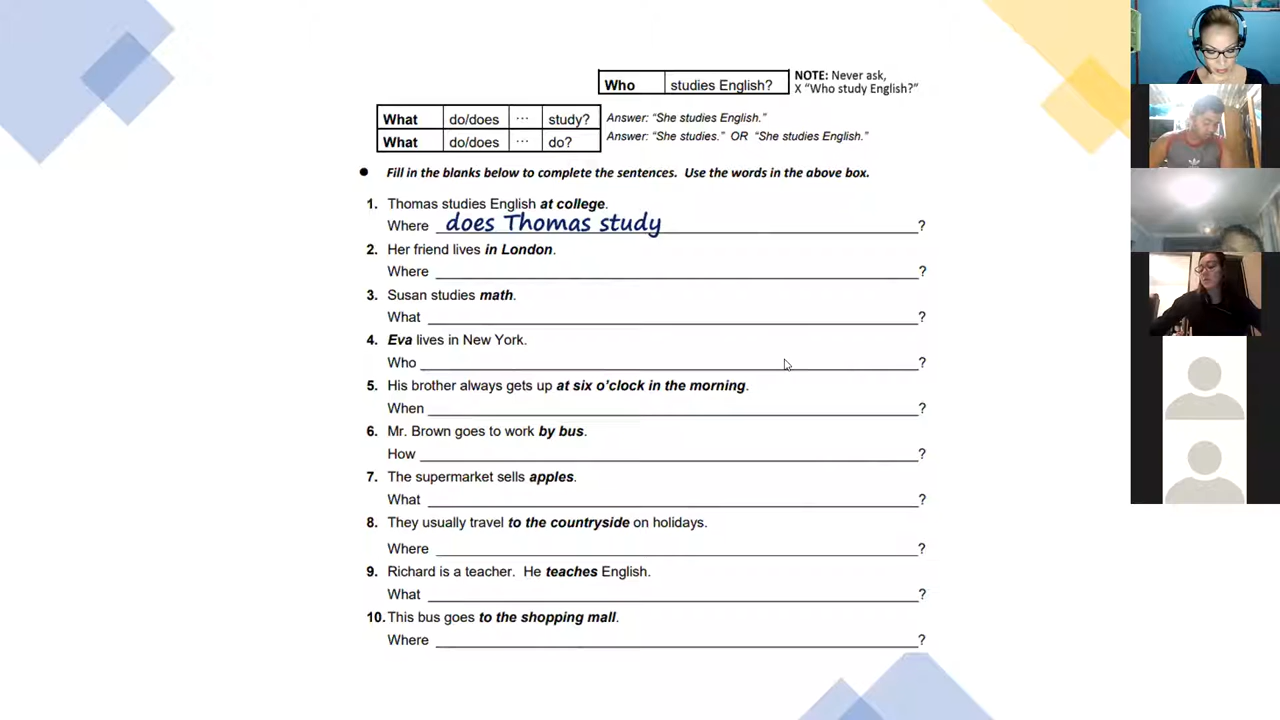 Who studies English? NOTE: Never ask,
X “Who study English?”
What do/does ... study? Answer: “She studies English.”
What do/does ... do? Answer: “She studies.” OR “She studies English.”
● Fill in the blanks below to complete the sentences. Use the words in the above box.
1. Thomas studies English at college.
Where does Thomas study ?
2. Her friend lives in London.
Where ?
3. Susan studies math.
What ?
4. Eva lives in New York.
Who ?
5. His brother always gets up at six o’clock in the morning.
When ?
6. Mr. Brown goes to work by bus.
How ?
7. The supermarket sells apples.
What ?
8. They usually travel to the countryside on holidays.
Where ?
9. Richard is a teacher. He teaches English.
What ?
10. This bus goes to the shopping mall.
Where ?